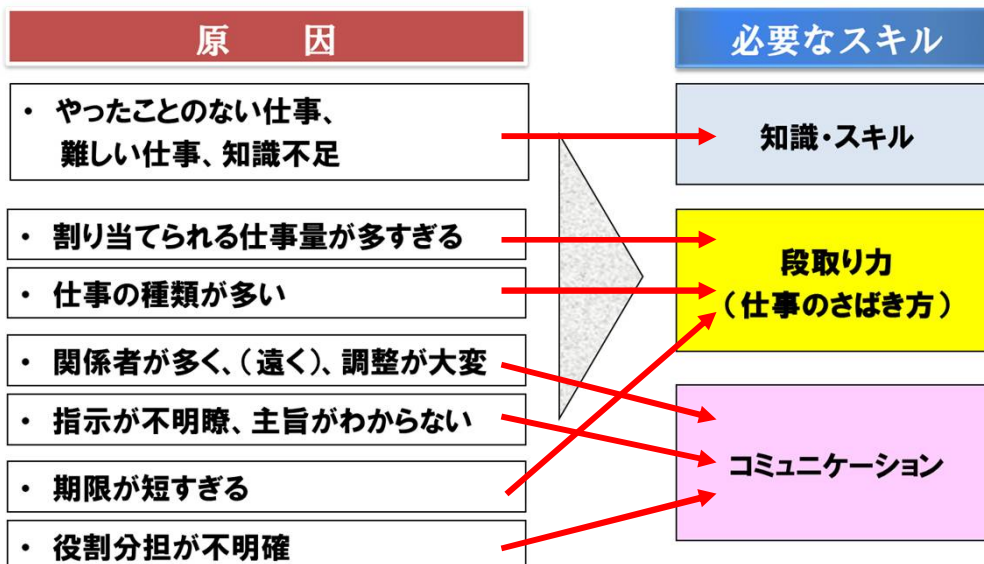 原　因
・ やったことのない仕事、
難しい仕事、知識不足
・ 割り当てられる仕事量が多すぎる
・ 仕事の種類が多い
・ 関係者が多く、（遠く）、調整が大変
・ 指示が不明瞭、主旨がわからない
・ 期限が短すぎる
・ 役割分担が不明確
必要なスキル
知識・スキル
段取り力
（仕事のさばき方）
コミュニケーション